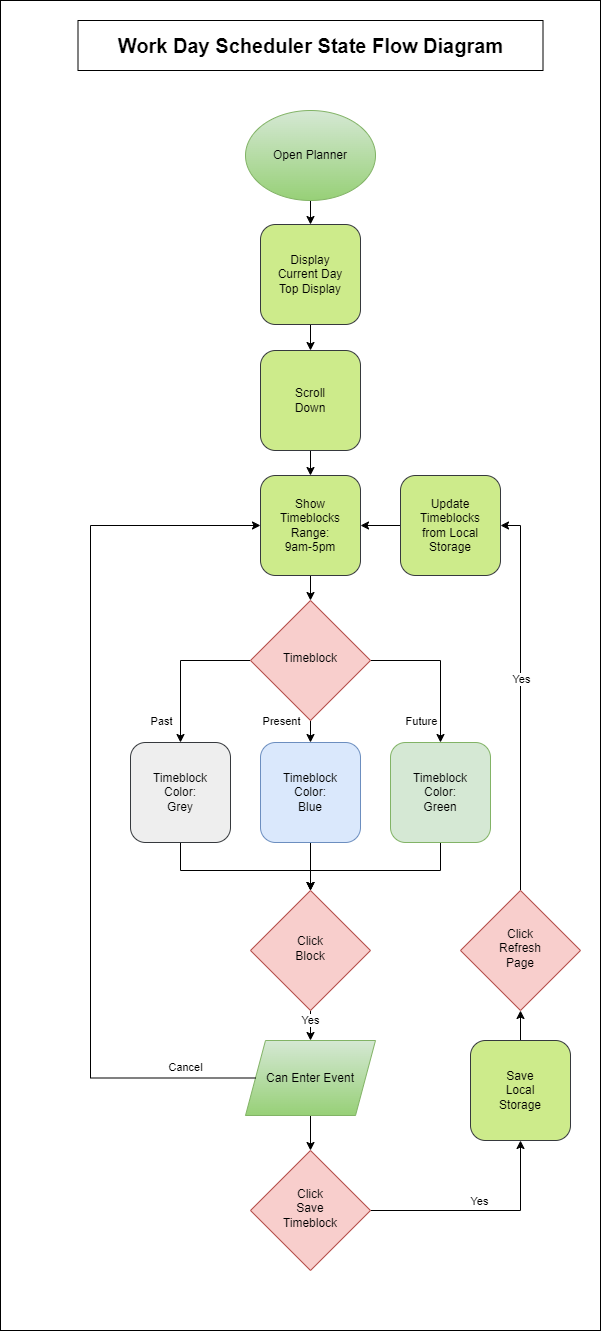 Work Day Scheduler State Flow Diagram
Open Planner
Display
Current Day
Top Display
Scroll
Down
Show
Timeblocks
Range:
9am-5pm
Update
Timeblocks
from Local
Storage
Timeblock
Yes
Past
Present
Future
Timeblock
Color:
Grey
Timeblock
Color:
Blue
Timeblock
Color:
Green
Click
Block
Click
Refresh
Page
Yes
Cancel
Can Enter Event
Save
Local
Storage
Click
Save
Timeblock
Yes